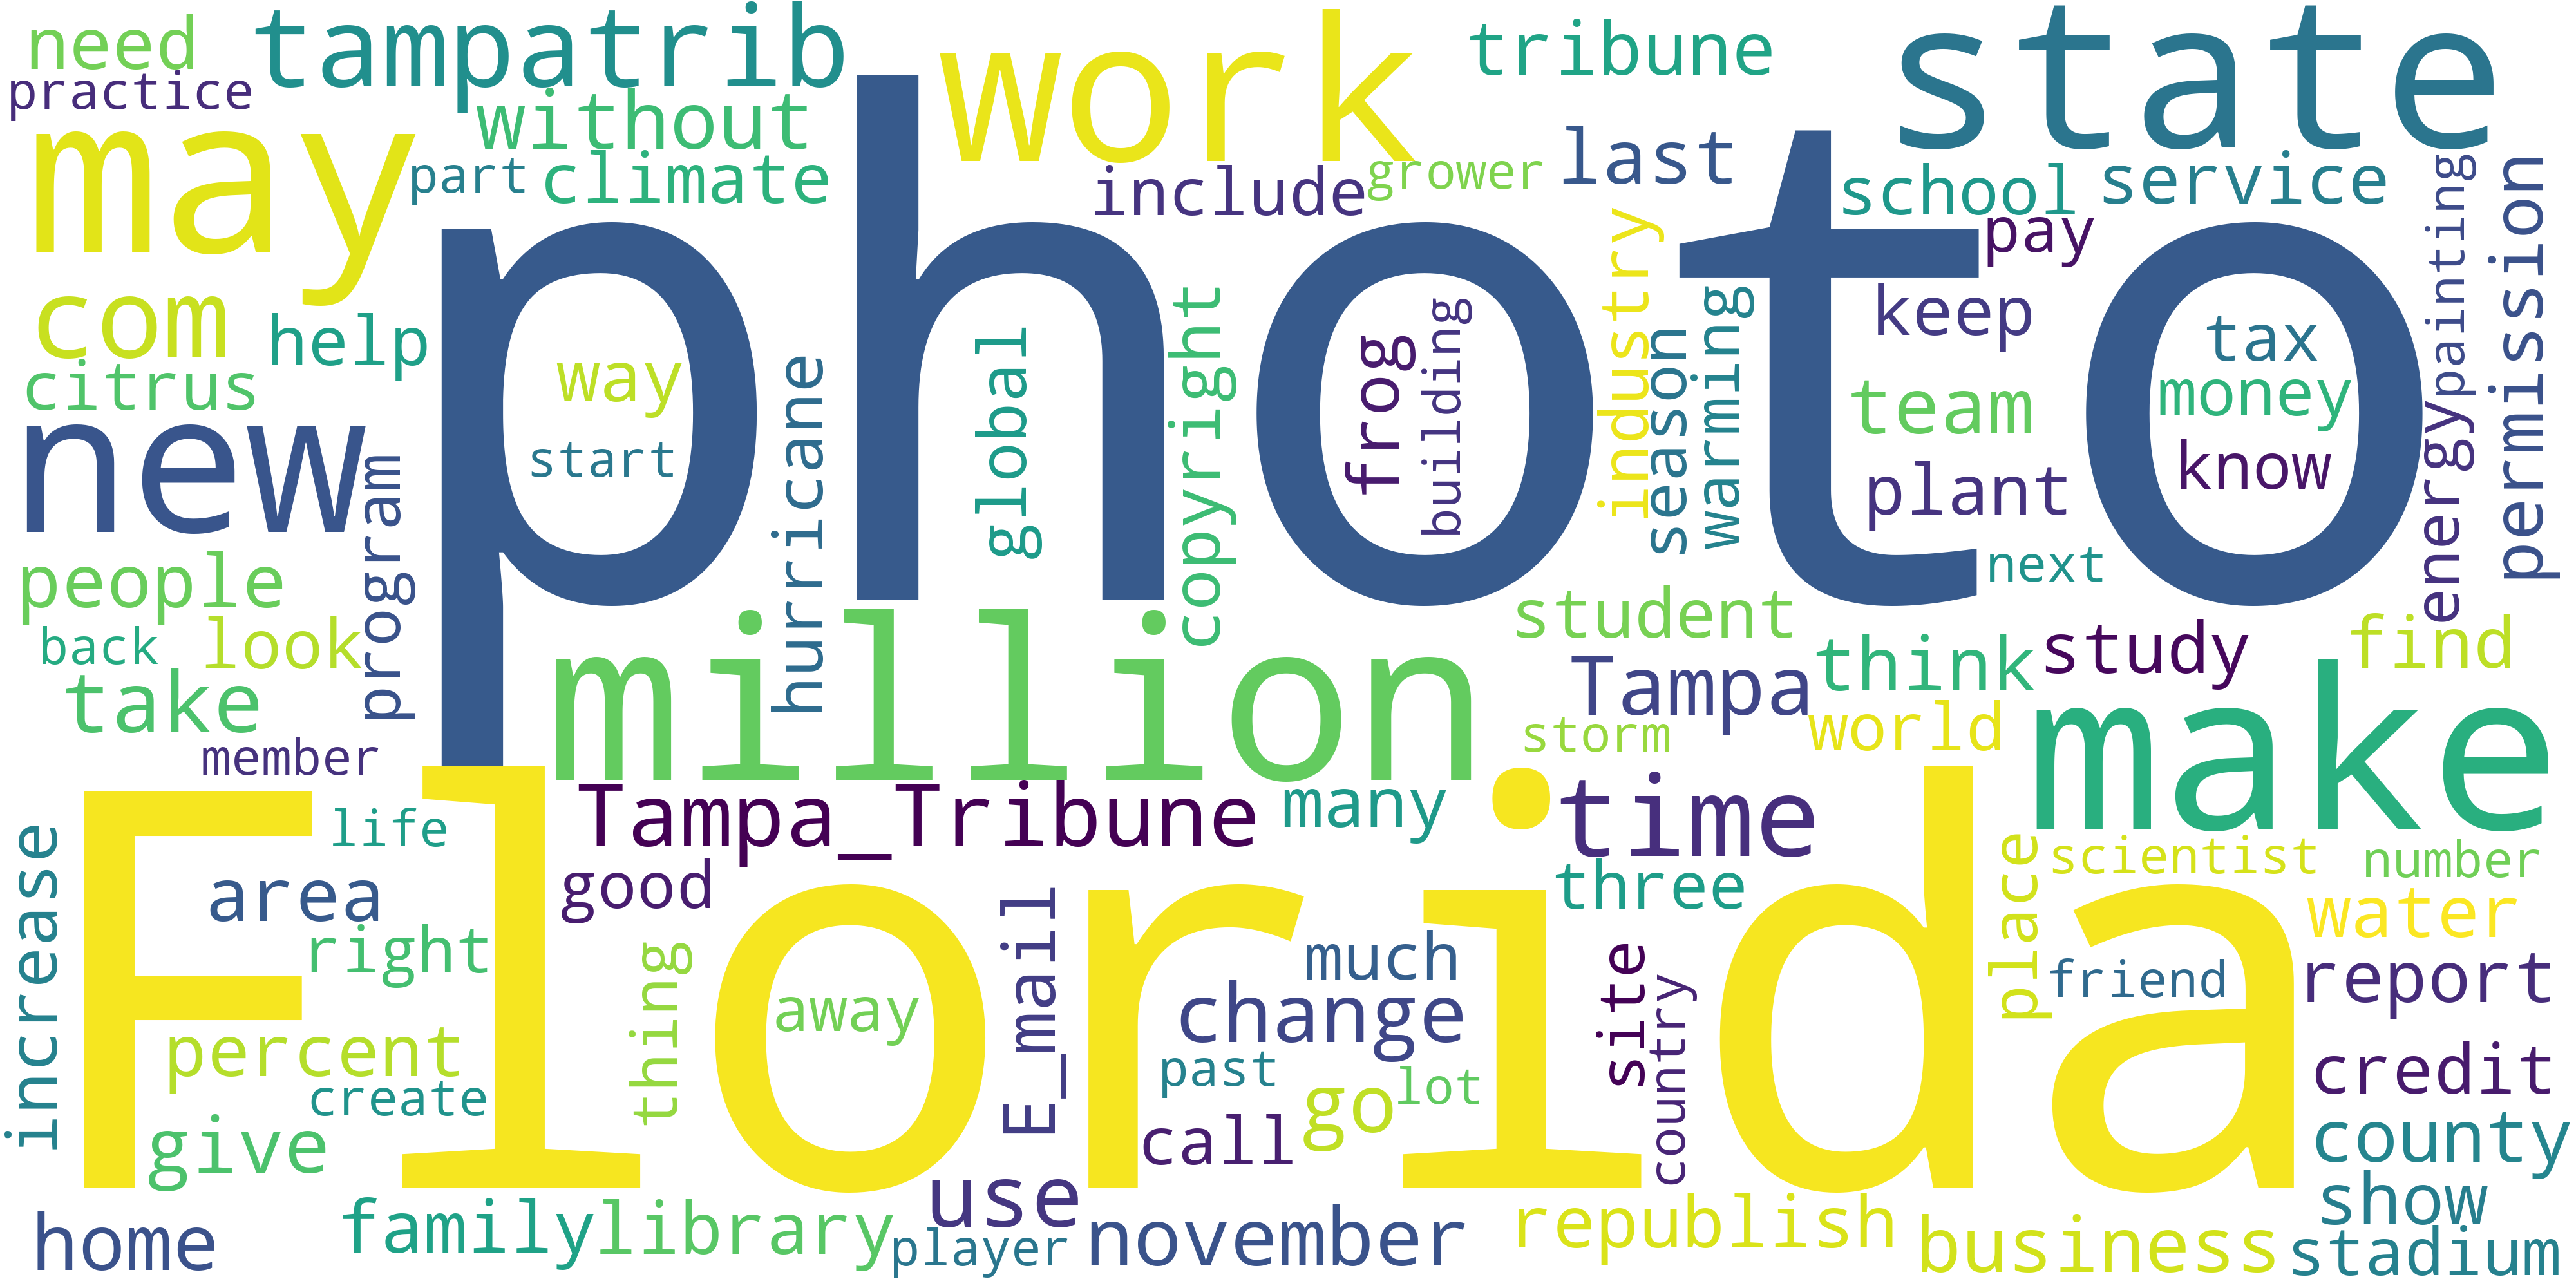 need
tampatrib
work
tribune
state
practice
without
may
part
climate
include
grower
last
school
service
painting
permission
photo
pay
com
help
citrus
way
start
hurricane
global
copyright
frog
building
industry
season
warming
keep
team
plant
next
tax
money
know
energy
new
program
people
back
look
take
member
million
student
Tampa
storm
think
world
study
find
make
Florida
Tampa_Tribune
many
time
three
life
area
good
increase
right
percent
create
give
thing
away
E_mail
much
change
past
lot
go
call
site
country
place
scientist
number
water
friend
report
credit
county
show
stadium
home
family
library
use
player
november
republish
business